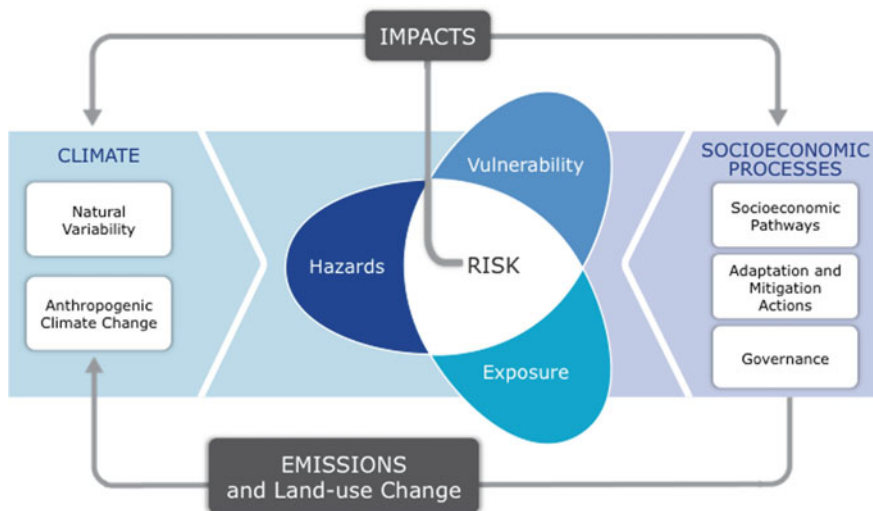 IMPACTS
CLIMATE
Natural
Variability
Anthropogenic
Climate Change
Vulnerability
Hazards
RISK
Exposure
SOCIOECONOMIC
PROCESSES
Socioeconomic
Pathways
Adaptation and
Mitigation
Actions
Governance
EMISSIONS
and Land-use Change